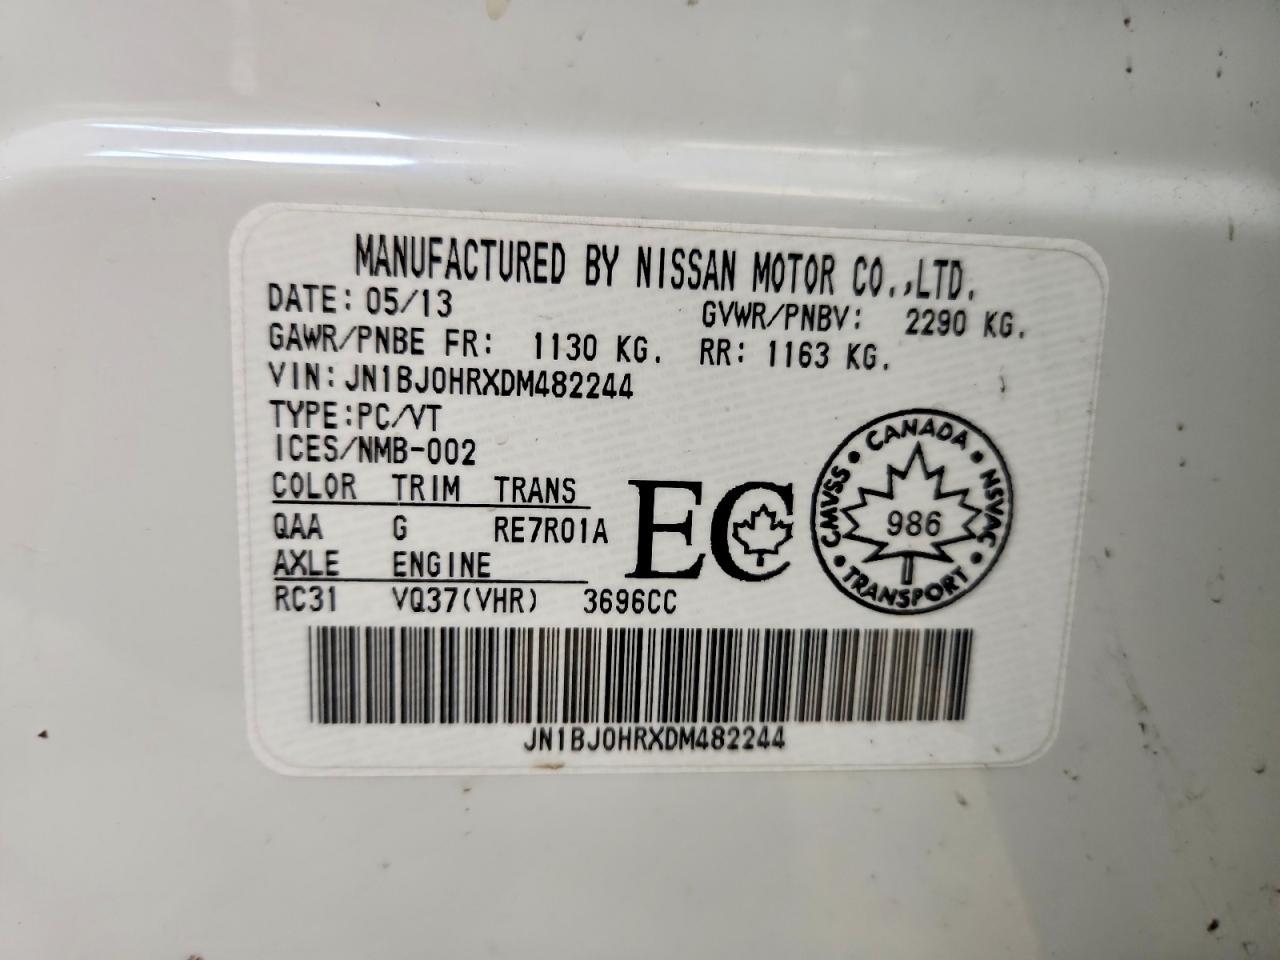 MANUFACTURED BY NISSAN MOTOR CO.,LTD.
DATE: 05/13 GVWR/PNBV: 2290 KG.
GAWR/PNBE FR: 1130 KG. RR: 1163 KG.
VIN: JN1BJ0HRXDM482244
TYPE:PC/VT
ICES/NMB-002
COLOR TRIM TRANS
QAA G RE7R01A
AXLE ENGINE
RC31 VQ37(VHR) 3696CC
EC
CANADA
CMVSS 986 NSVAC
TRANSPORT
JN1BJ0HRXDM482244